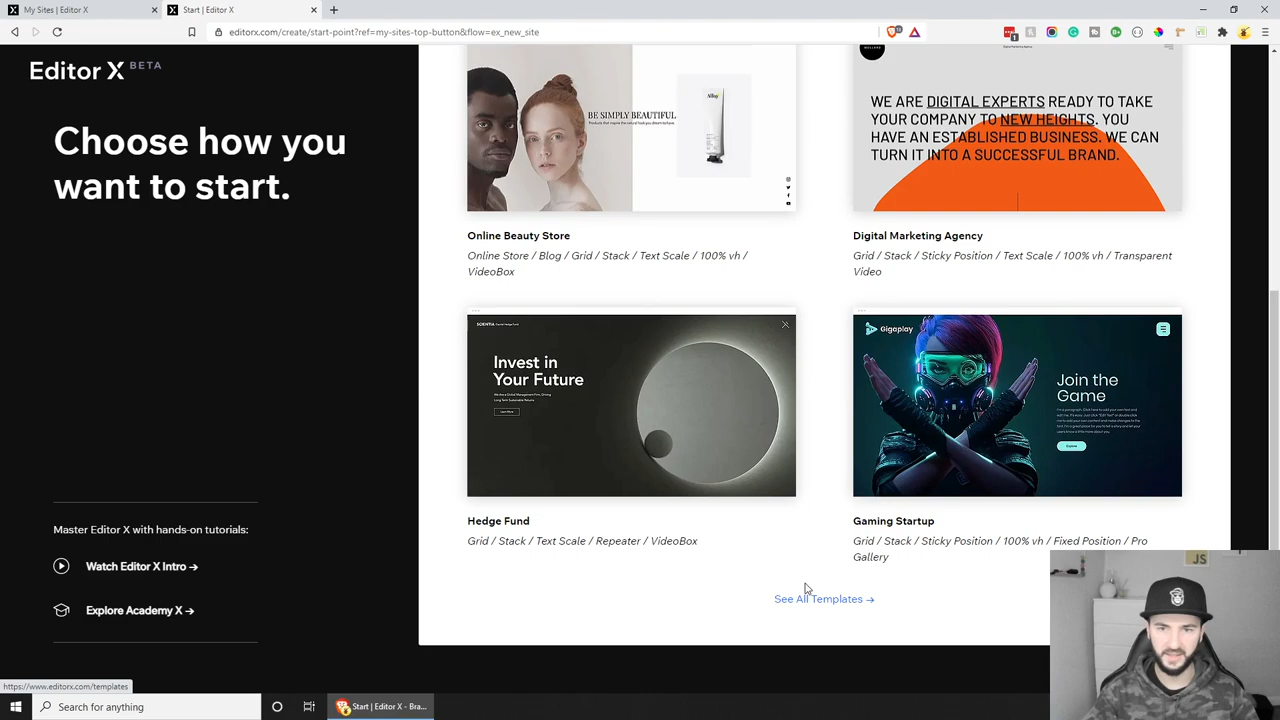 My Sites | Editor X
Start | Editor X
editorx.com/create/start-point?ref=my-sites-top-button&flow=ex_new_site
Editor X BETA
Choose how you
want to start.
BE SIMPLY BEAUTIFUL
WE ARE DIGITAL EXPERTS READY TO TAKE
YOUR COMPANY TO NEW HEIGHTS. YOU
HAVE AN ESTABLISHED BUSINESS. WE CAN
TURN IT INTO A SUCCESSFUL BRAND.
Online Beauty Store
Online Store / Blog / Grid / Stack / Text Scale / 100% vh /
VideoBox
Digital Marketing Agency
Grid / Stack / Sticky Position / Text Scale / 100% vh / Transparent
Video
Invest in
Your Future
Learn More
Gigaplay
Join the
Game
Explore
Hedge Fund
Grid / Stack / Text Scale / Repeater / VideoBox
Gaming Startup
Grid / Stack / Sticky Position / 100% vh / Fixed Position / Pro
Gallery
See All Templates →
Master Editor X with hands-on tutorials:
Watch Editor X Intro →
Explore Academy X →
JS
https://www.editorx.com/templates
Search for anything
Start | Editor X - Bra...